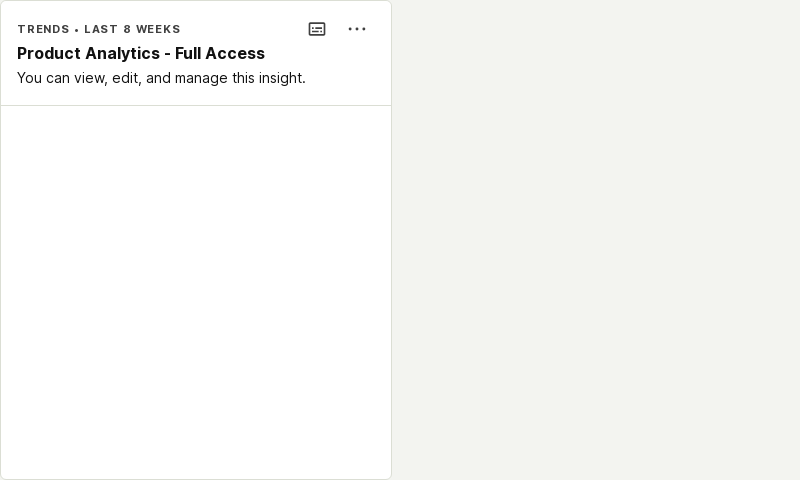 TRENDS • LAST 8 WEEKS
Product Analytics - Full Access
You can view, edit, and manage this insight.